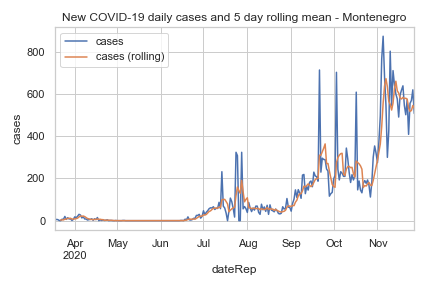 New COVID-19 daily cases and 5 day rolling mean - Montenegro
cases
cases (rolling)
800
600
400
200
0
cases
Apr May Jun Jul Aug Sep Oct Nov
2020
dateRep